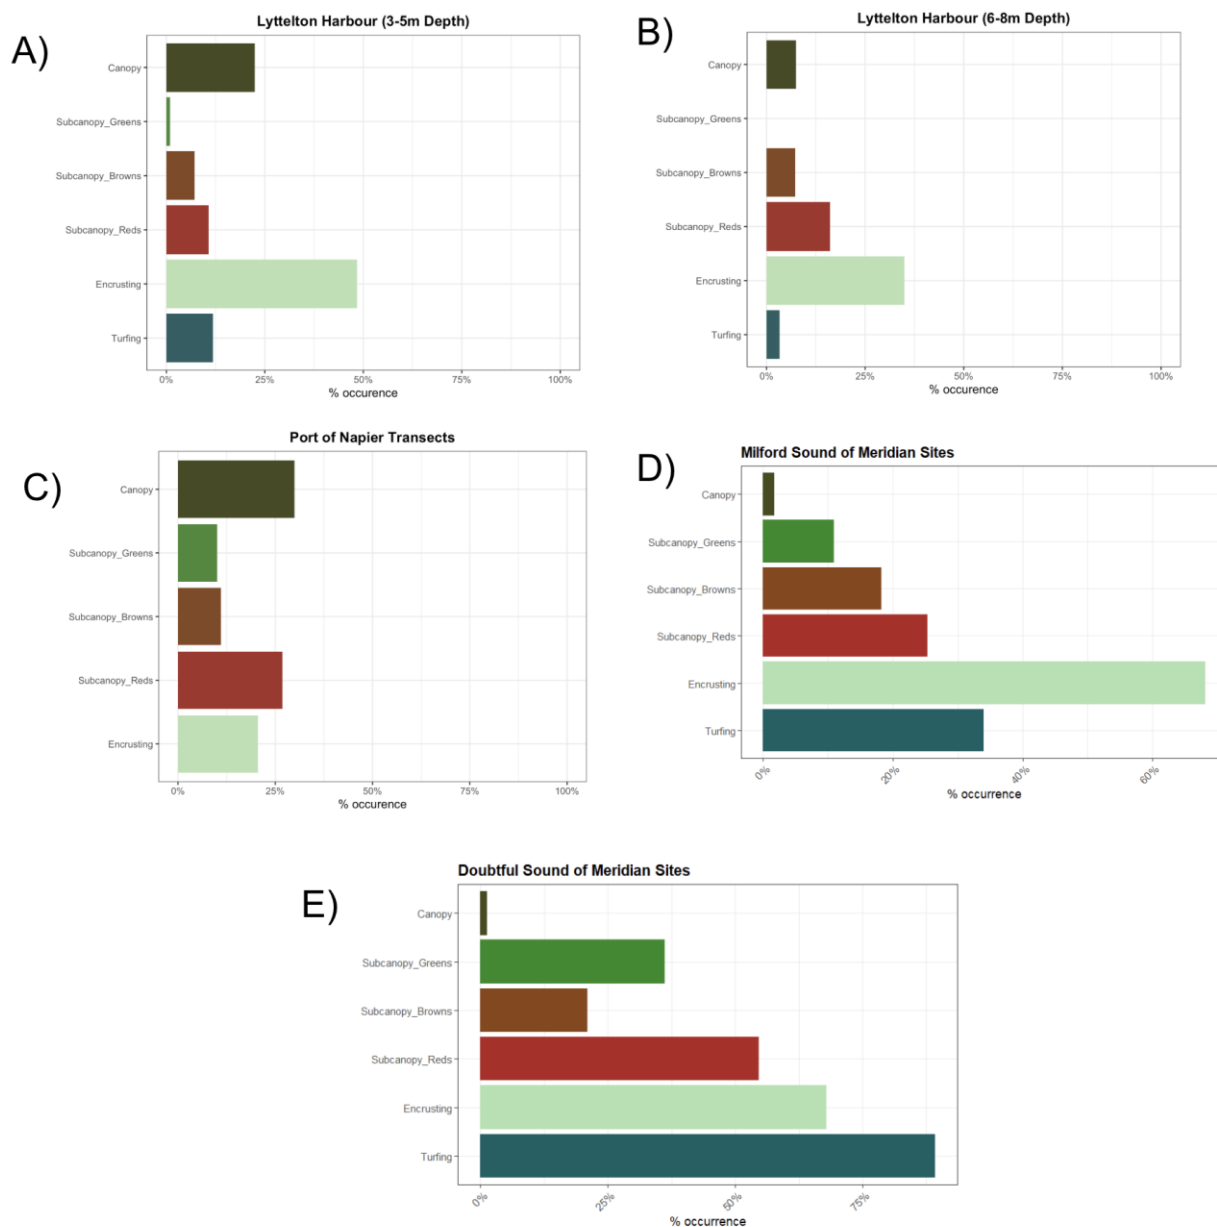 A)
Lyttelton Harbour (3-5m Depth)
Canopy
Subcanopy_Greens
Subcanopy_Browns
Subcanopy_Reds
Encrusting
Turfing
0% 25% 50% 75% 100%
% occurence
B)
Lyttelton Harbour (6-8m Depth)
Canopy
Subcanopy_Greens
Subcanopy_Browns
Subcanopy_Reds
Encrusting
Turfing
0% 25% 50% 75% 100%
% occurence
C)
Port of Napier Transects
Canopy
Subcanopy_Greens
Subcanopy_Browns
Subcanopy_Reds
Encrusting
0% 25% 50% 75% 100%
% occurence
D)
Milford Sound of Meridian Sites
Canopy
Subcanopy_Greens
Subcanopy_Browns
Subcanopy_Reds
Encrusting
Turfing
0% 20% 40% 60%
% occurrence
E)
Doubtful Sound of Meridian Sites
Canopy
Subcanopy_Greens
Subcanopy_Browns
Subcanopy_Reds
Encrusting
Turfing
0% 25% 50% 75%
% occurrence